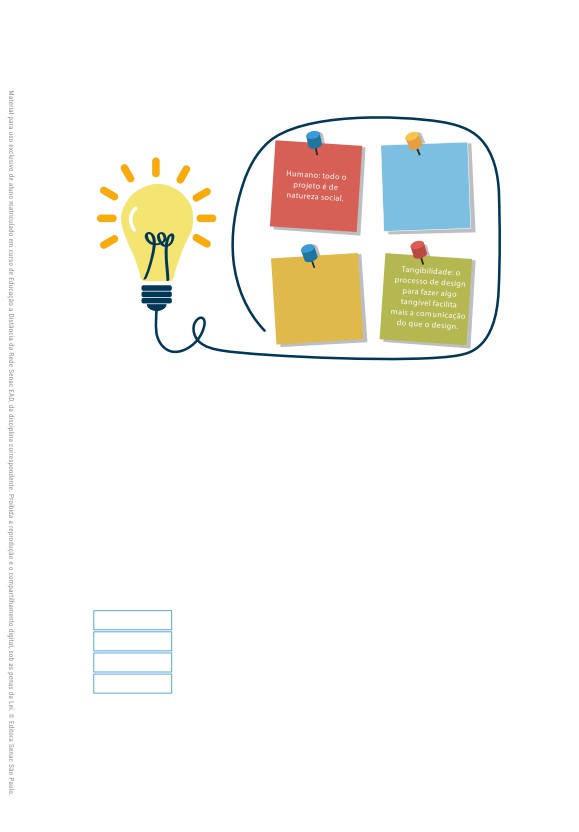 Humano: todo o
projeto é de
natureza social.
Tangibilidade: o
processo de design
para fazer algo
tangível facilita
mais a comunicação
do que o design.
Material para uso exclusivo de aluno matriculado em curso de Educação a Distância da Rede Senac EAD, da disciplina correspondente. Proibida a reprodução e o compartilhamento digital, sob as penas da Lei. © Editora Senac São Paulo.